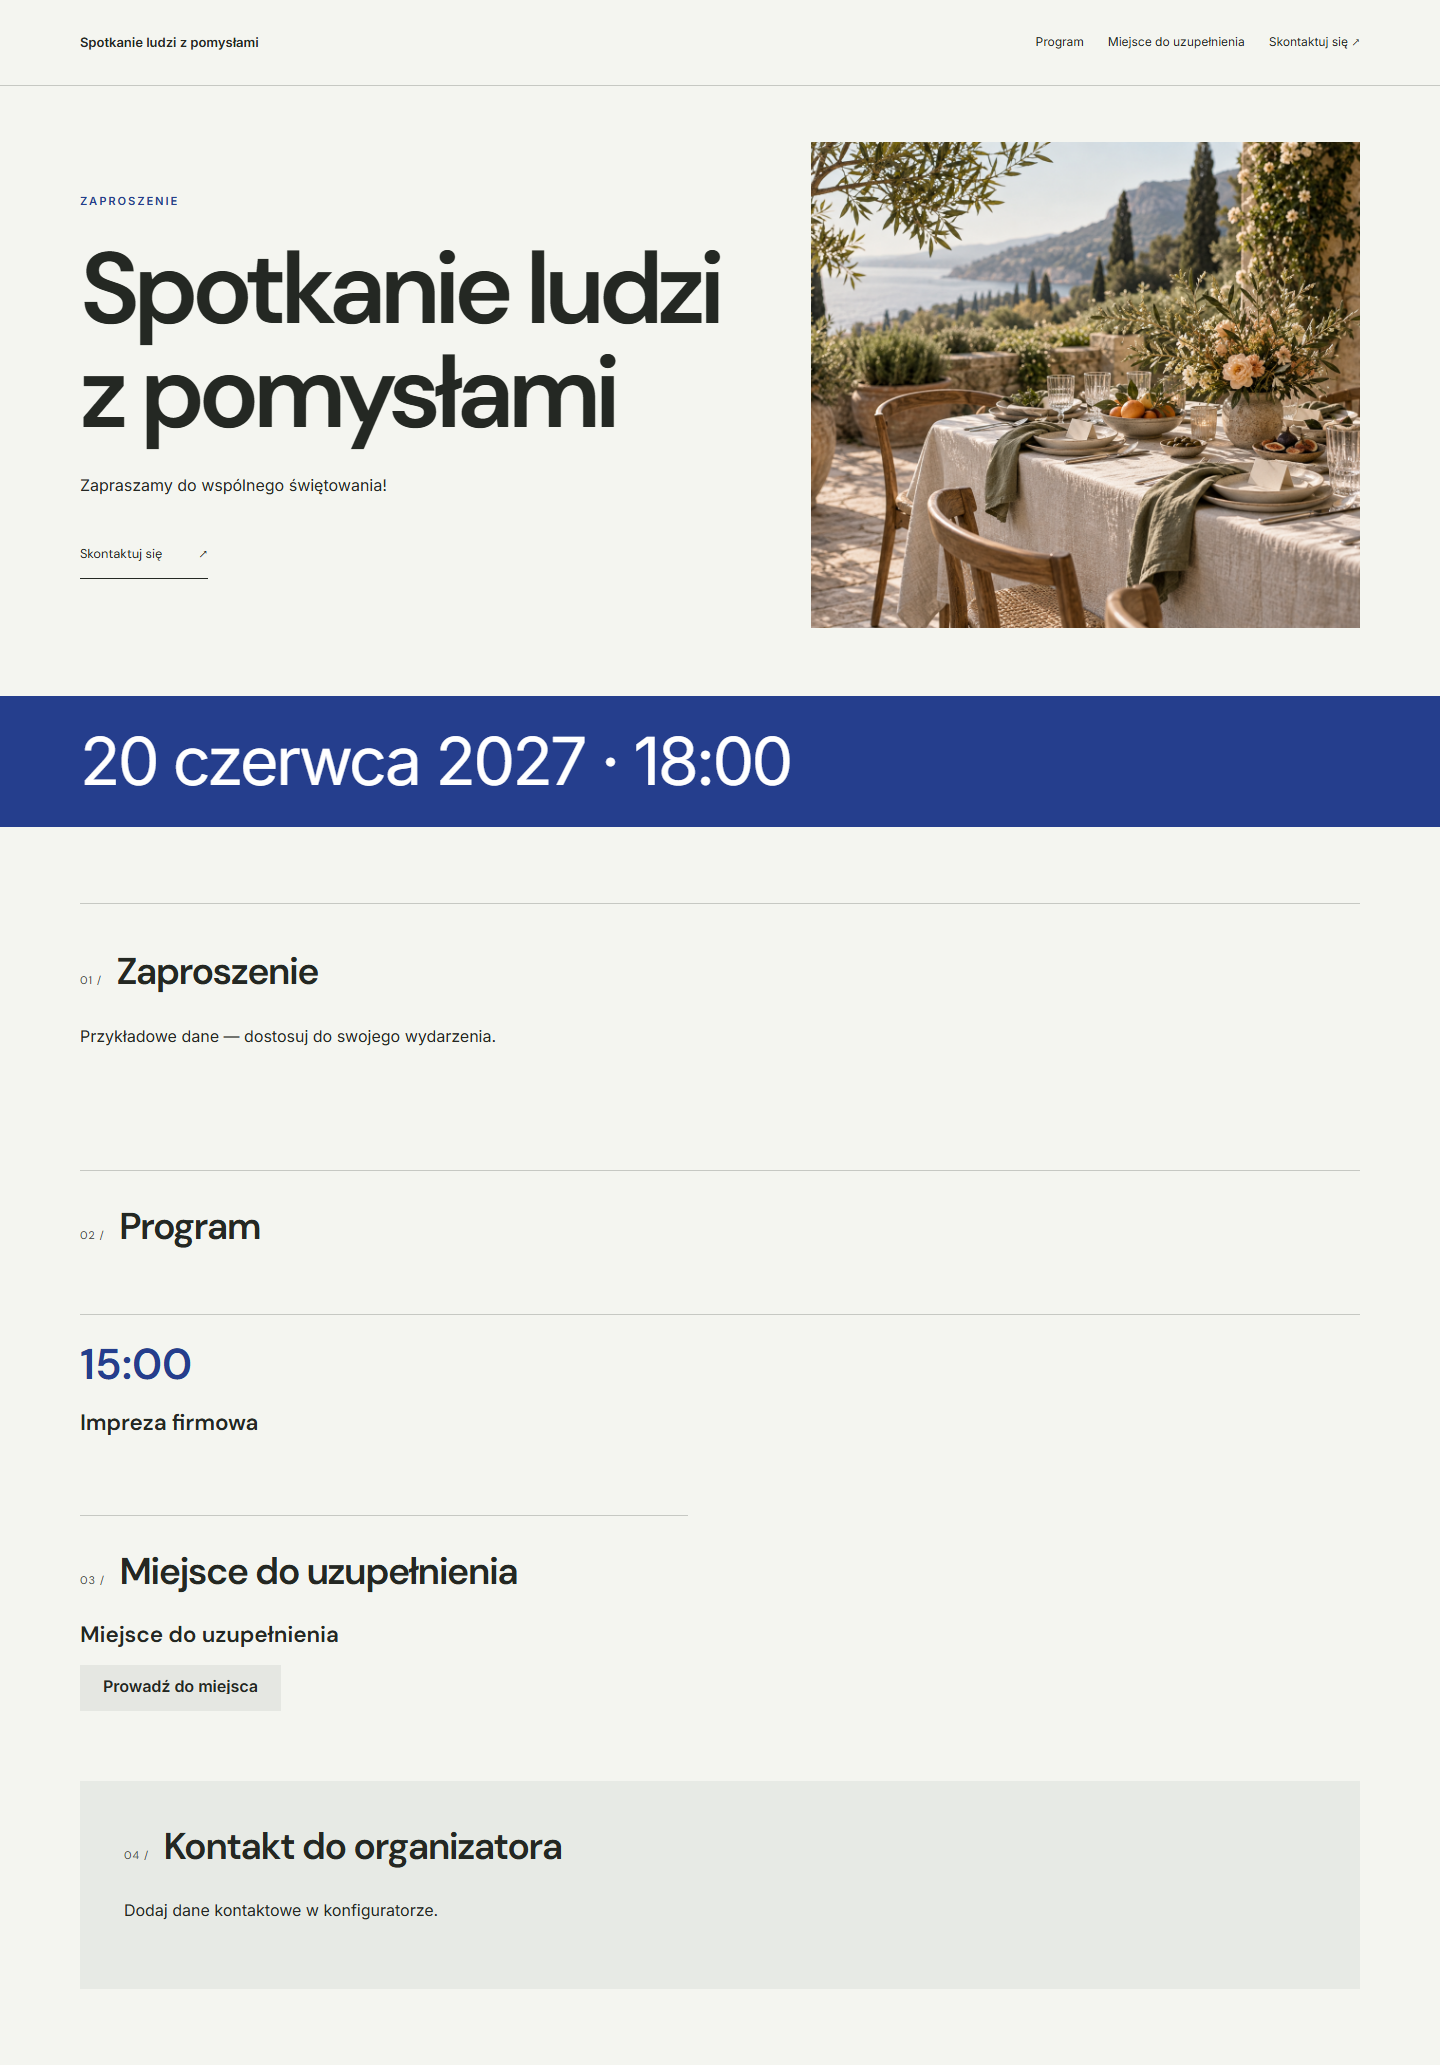 Spotkanie ludzi z pomysłami
Program
Miejsce do uzupełnienia
Skontaktuj się ↗
ZAPROSZENIE
Spotkanie ludzi
z pomysłami
Zapraszamy do wspólnego świętowania!
Skontaktuj się ↗
20 czerwca 2027 · 18:00
01 / Zaproszenie
Przykładowe dane — dostosuj do swojego wydarzenia.
02 / Program
15:00
Impreza firmowa
03 / Miejsce do uzupełnienia
Miejsce do uzupełnienia
Prowadź do miejsca
04 / Kontakt do organizatora
Dodaj dane kontaktowe w konfiguratorze.